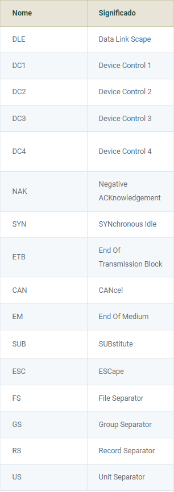 Nome Significado
DLE Data Link Scape
DC1 Device Control 1
DC2 Device Control 2
DC3 Device Control 3
DC4 Device Control 4
NAK Negative
ACKnowledgement
SYN SYNchronous Idle
ETB End Of
Transmission Block
CAN CANcel
EM End Of Medium
SUB SUBstitute
ESC ESCape
FS File Separator
GS Group Separator
RS Record Separator
US Unit Separator